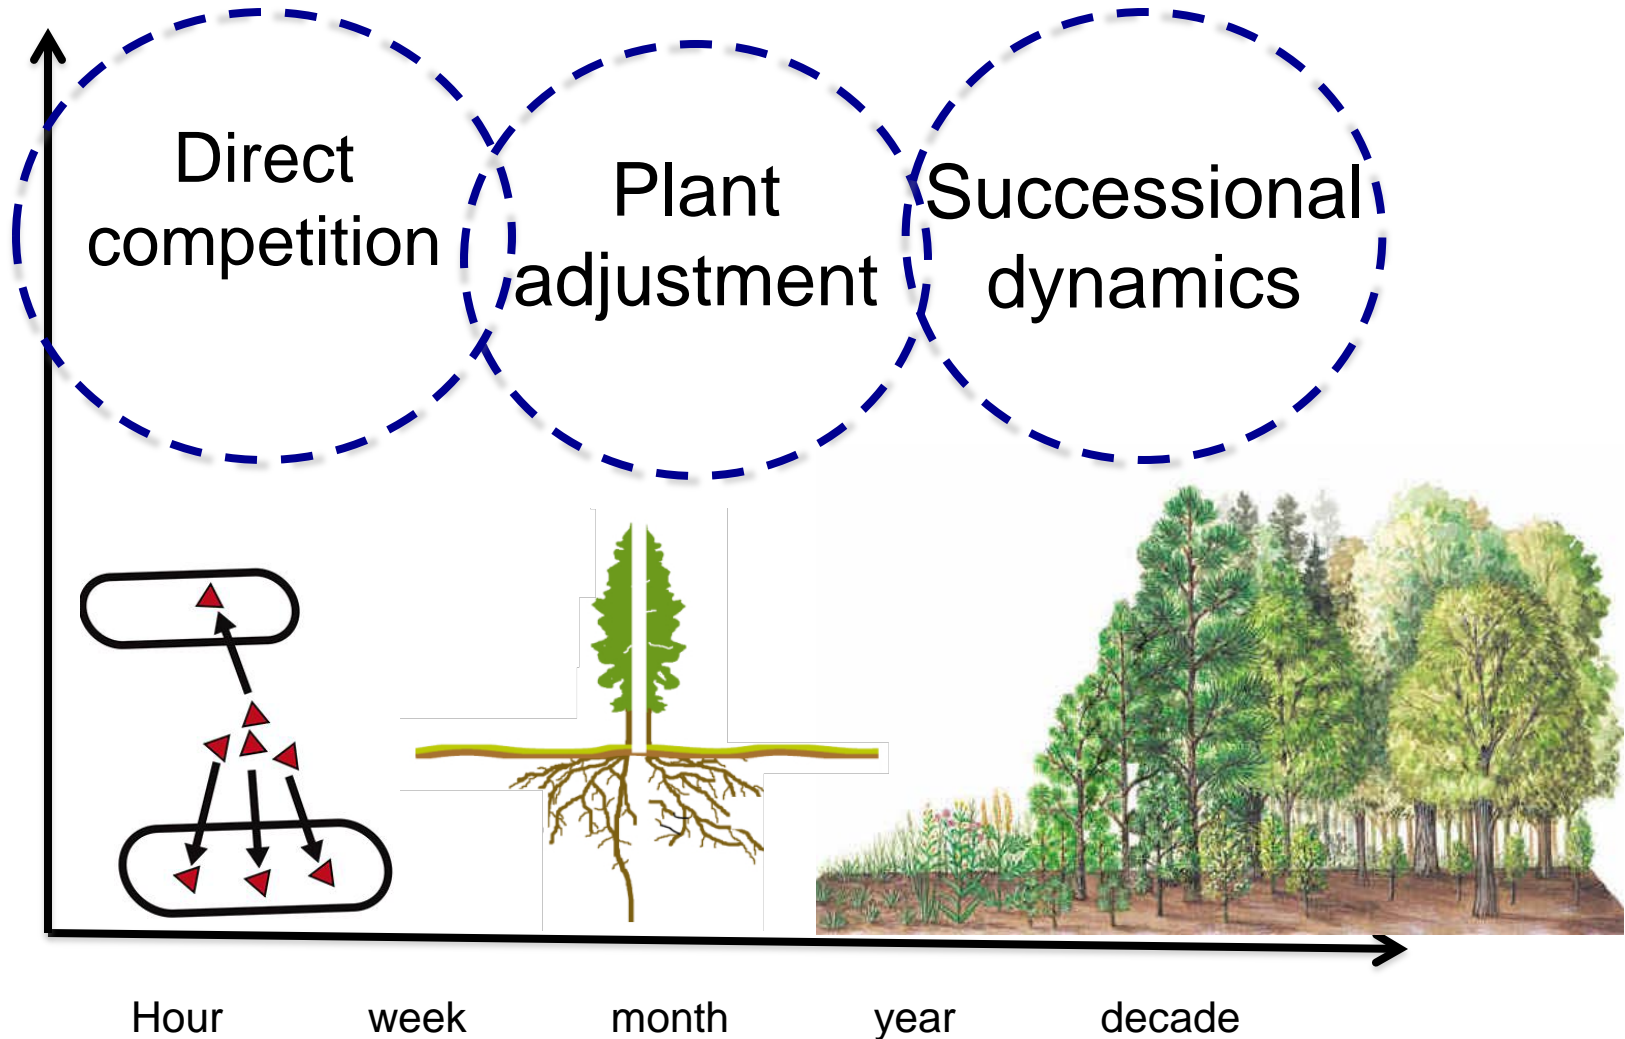 Direct
competition
Plant
adjustment
Successional
dynamics
Hour week month year decade